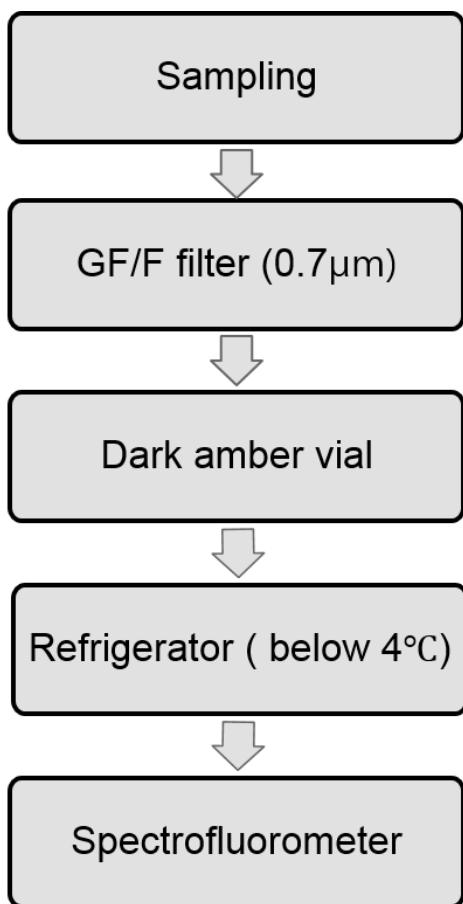 Sampling
GF/F filter (0.7μm)
Dark amber vial
Refrigerator ( below 4℃)
Spectrofluorometer